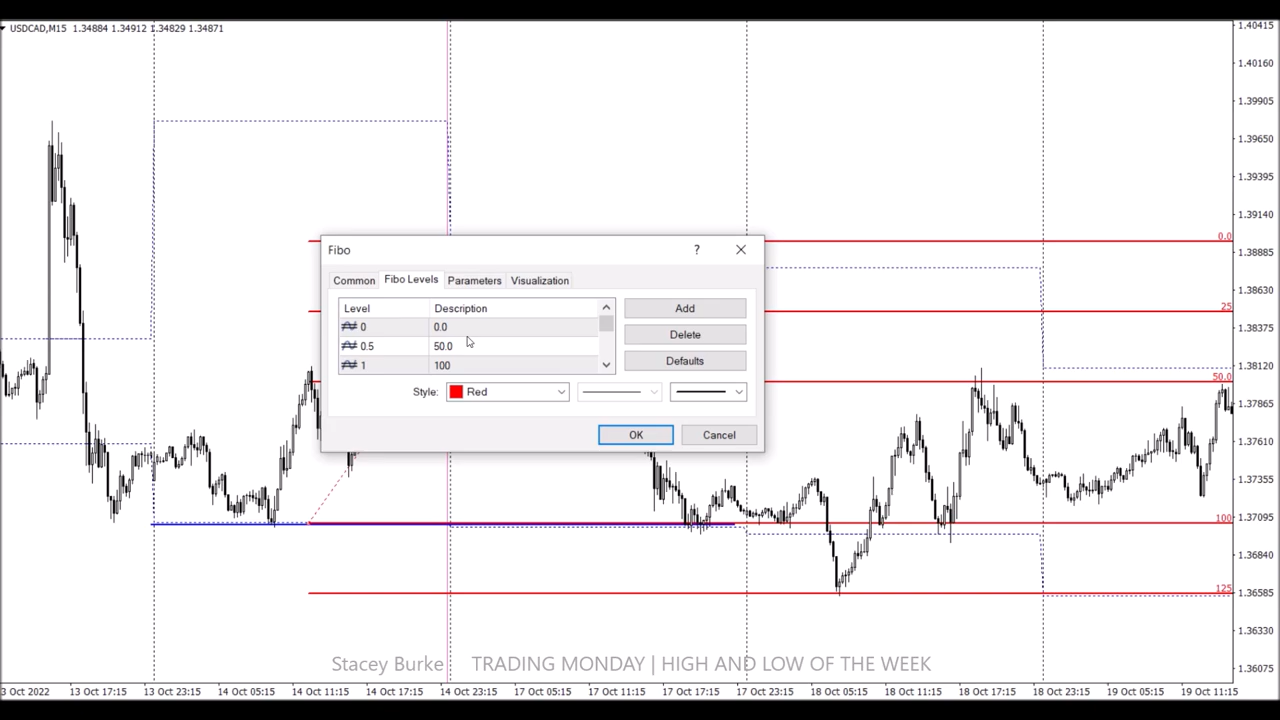 USDCAD,M15 1.34884 1.34912 1.34829 1.34871
1.40415
1.40160
1.39905
1.39650
1.39395
1.39140
1.38885
1.38630
1.38375
1.38120
1.37865
1.37610
1.37355
1.37095
1.36840
1.36585
1.36330
1.36075
0.0
25
50.0
100
125
Fibo ?
Common Fibo Levels Parameters Visualization
Level Description
0 0.0
0.5 50.0
1 100
Add
Delete
Defaults
Style: Red
OK Cancel
Stacey Burke TRADING MONDAY | HIGH AND LOW OF THE WEEK
3 Oct 2022 13 Oct 17:15 13 Oct 23:15 14 Oct 05:15 14 Oct 11:15 14 Oct 17:15 14 Oct 23:15 17 Oct 05:15 17 Oct 11:15 17 Oct 17:15 17 Oct 23:15 18 Oct 05:15 18 Oct 11:15 18 Oct 17:15 18 Oct 23:15 19 Oct 05:15 19 Oct 11:15